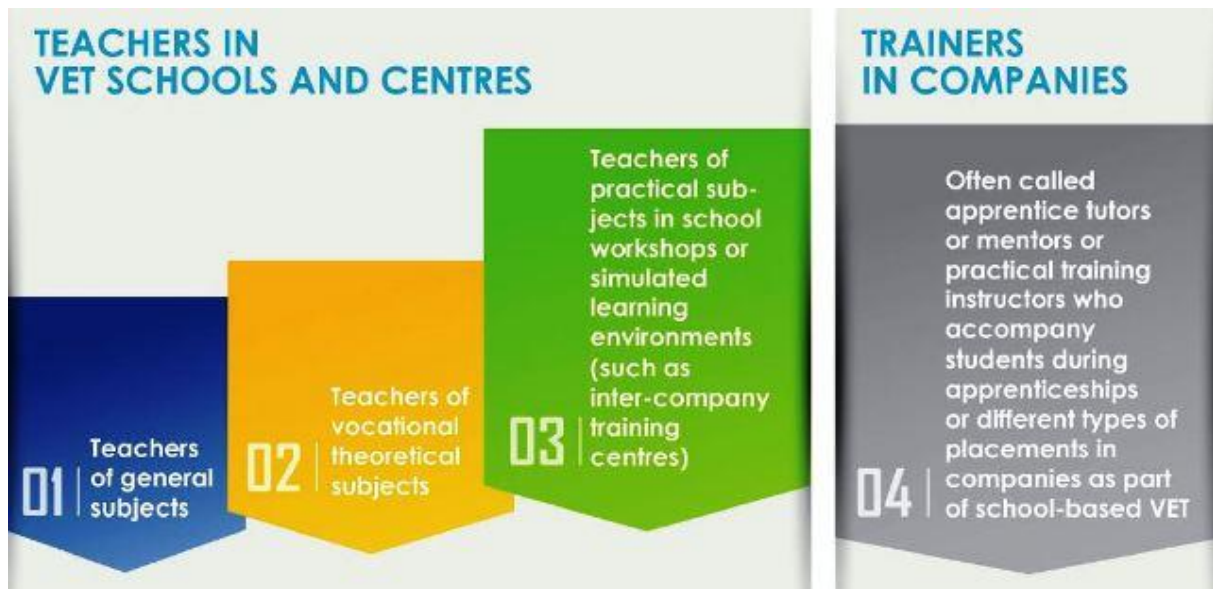 TEACHERS IN
VET SCHOOLS AND CENTRES
01
Teachers
of general
subjects
02
Teachers of
vocational
theoretical
subjects
03
Teachers of
practical sub-
jects in school
workshops or
simulated
learning
environments
(such as
inter-company
training
centres)
TRAINERS
IN COMPANIES
04
Often called
apprentice tutors
or mentors or
practical training
instructors who
accompany
students during
apprenticeships
or different types of
placements in
companies as part
of school-based VET